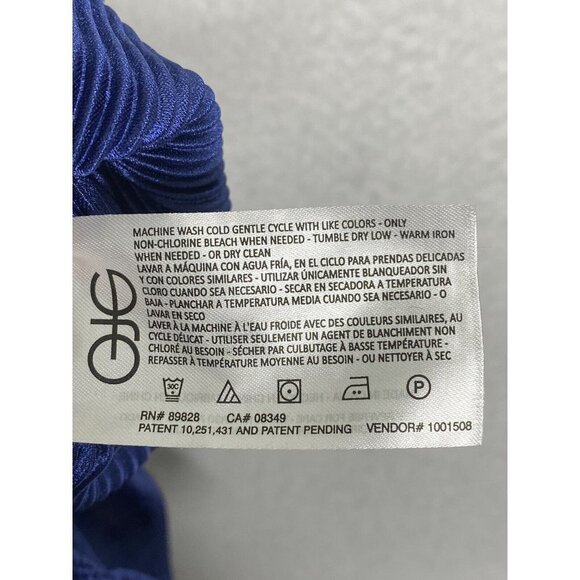 MACHINE WASH COLD GENTLE CYCLE WITH LIKE COLORS - ONLY
NON-CHLORINE BLEACH WHEN NEEDED - TUMBLE DRY LOW - WARM IRON
WHEN NEEDED - OR DRY CLEAN
LAVAR A MÁQUINA CON AGUA FRÍA, EN EL CICLO PARA PRENDAS DELICADAS
Y CON COLORES SIMILARES - UTILIZAR ÚNICAMENTE BLANQUEADOR SIN
CLORO CUANDO SEA NECESARIO - SECAR EN SECADORA A TEMPERATURA
BAJA - PLANCHAR A TEMPERATURA MEDIA CUANDO SEA NECESARIO - O
LAVAR EN SECO
LAVER À LA MACHINE À L'EAU FROIDE AVEC DES COULEURS SIMILAIRES, AU
CYCLE DÉLICAT - UTILISER SEULEMENT UN AGENT DE BLANCHIMENT NON
CHLORÉ AU BESOIN - SÉCHER PAR CULBUTAGE À BASSE TEMPÉRATURE -
REPASSER À TEMPÉRATURE MOYENNE AU BESOIN - OU NETTOYER À SEC
30C
P
RN# 89828 CA# 08349
PATENT 10,251,431 AND PATENT PENDING VENDOR# 1001508